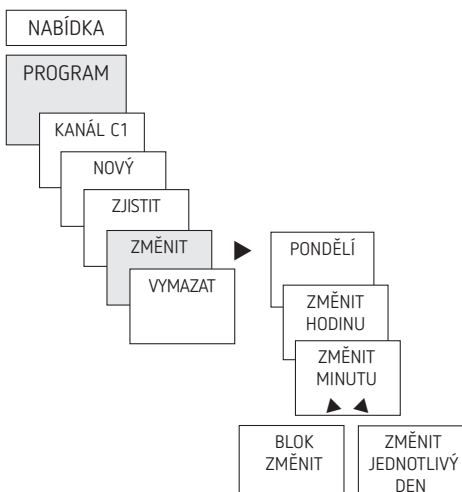 NABÍDKA
PROGRAM
KANÁL C1
NOVÝ
ZJISTIT
ZMĚNIT
VYMAZAT
PONDĚLÍ
ZMĚNIT
HODINU
ZMĚNIT
MINUTU
BLOK
ZMĚNIT
ZMĚNIT
JEDNOTLIVÝ
DEN